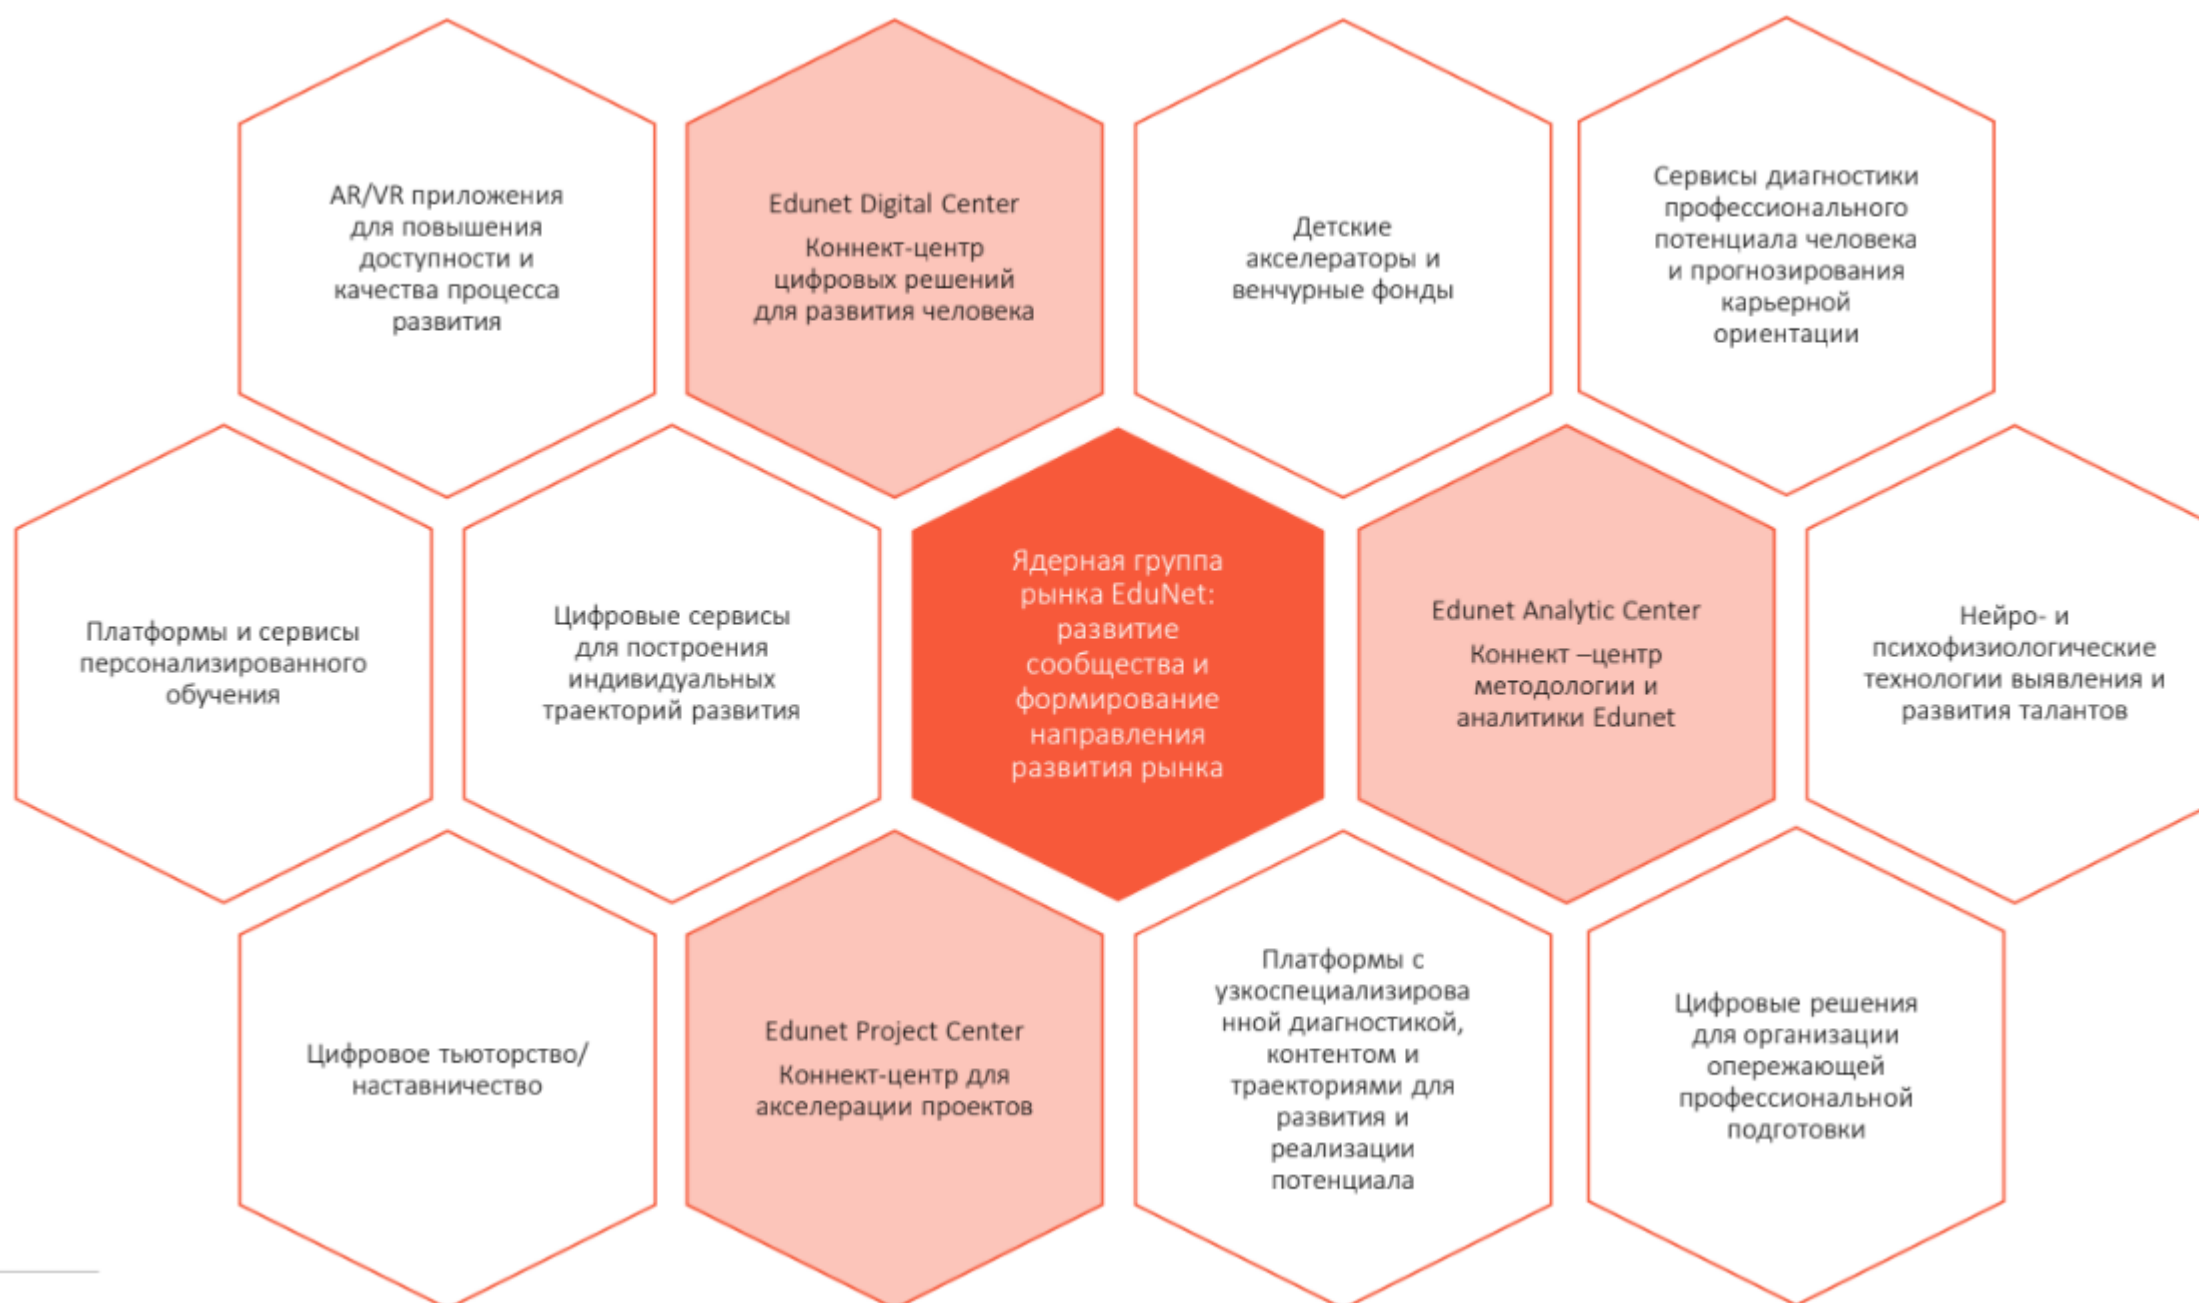 AR/VR приложения
для повышения
доступности и
качества процесса
развития
Edunet Digital Center
Коннект-центр
цифровых решений
для развития человека
Детские
акселераторы и
венчурные фонды
Сервисы диагностики
профессионального
потенциала человека
и прогнозирования
карьерной
ориентации
Платформы и сервисы
персонализированного
обучения
Цифровые сервисы
для построения
индивидуальных
траекторий развития
Ядерная группа
рынка EduNet:
развитие
сообщества и
формирование
направления
развития рынка
Edunet Analytic Center
Коннект –центр
методологии и
аналитики Edunet
Нейро- и
психофизиологические
технологии выявления и
развития талантов
Цифровое тьюторство/
наставничество
Edunet Project Center
Коннект-центр для
акселерации проектов
Платформы с
узкоспециализирова
нной диагностикой,
контентом и
траекториями для
развития и
реализации
потенциала
Цифровые решения
для организации
опережающей
профессиональной
подготовки